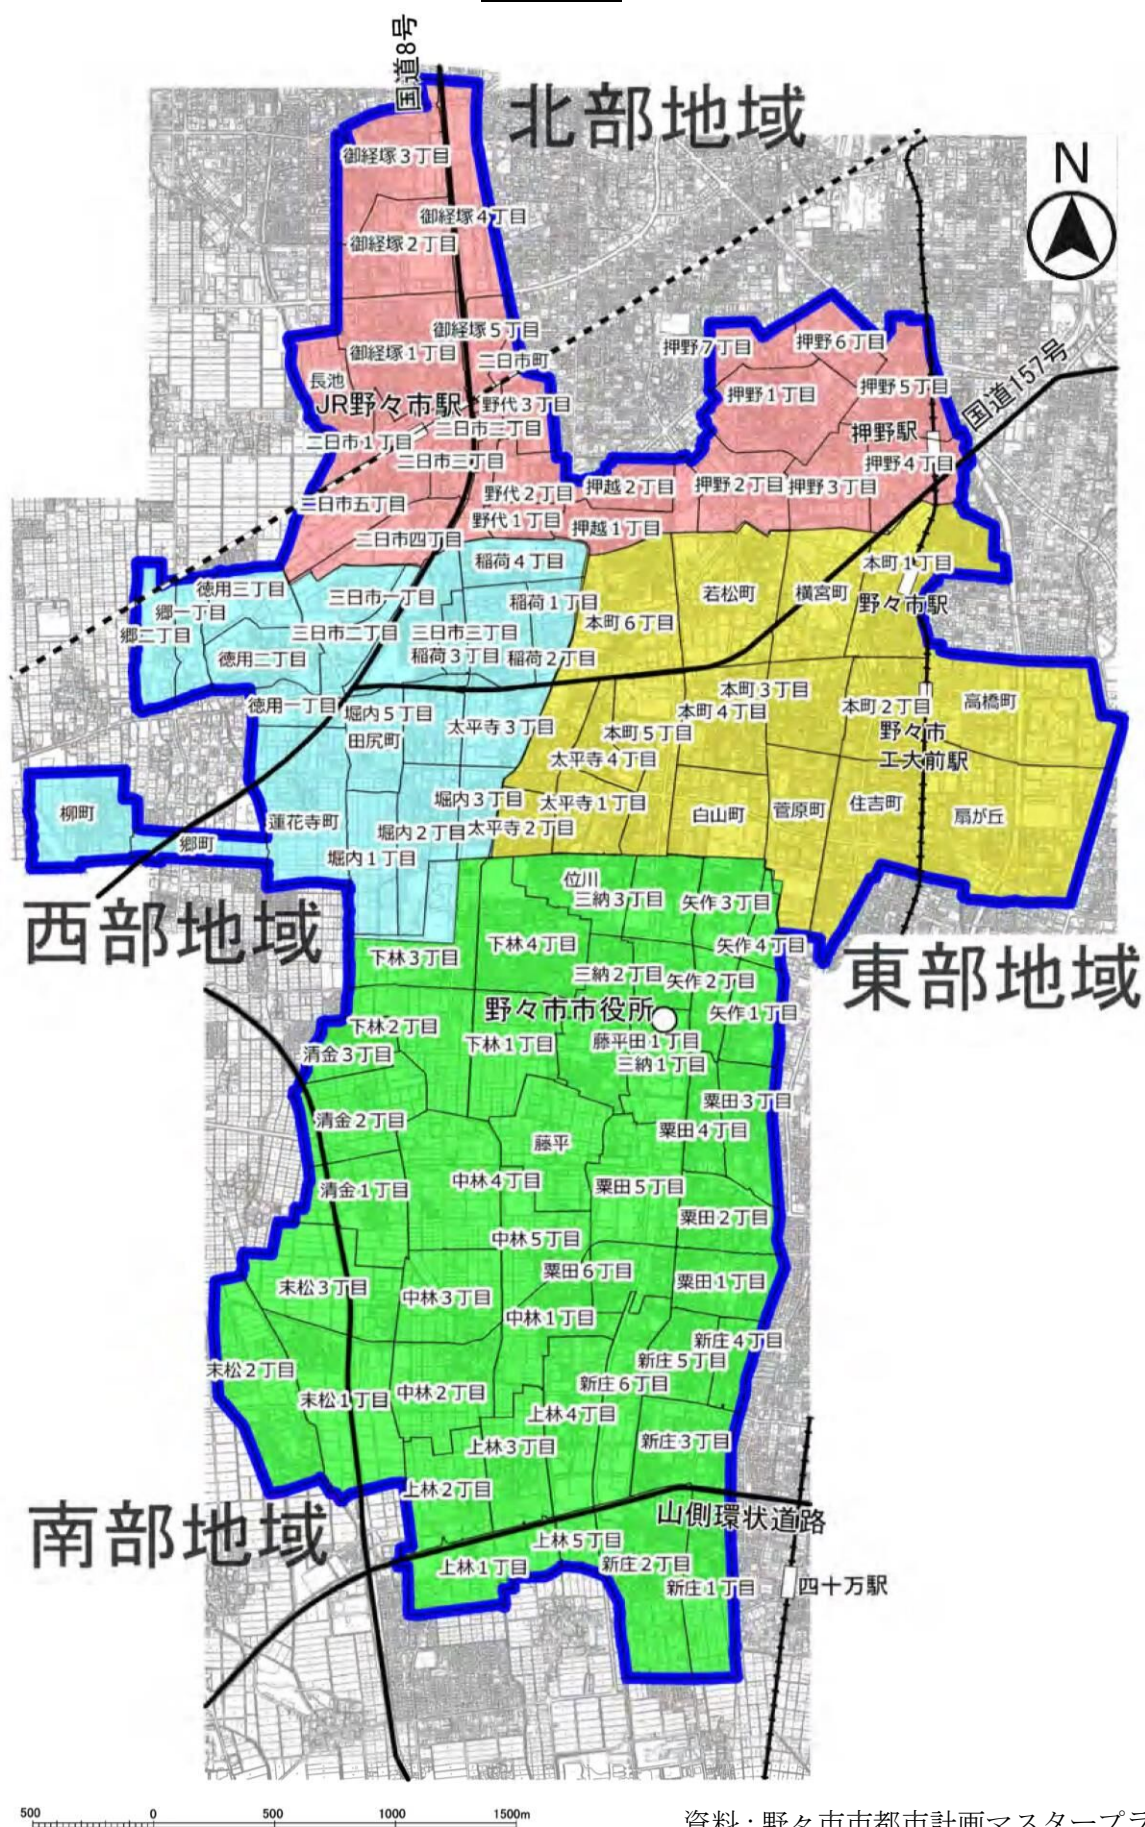 国道8号
北部地域
N
御経塚3丁目
御経塚4丁目
御経塚2丁目
御経塚5丁目
御経塚1丁目
二日市町
長池
JR野々市駅
野代3丁目
二日市二丁目
二日市1丁目
二日市三丁目
押野7丁目
押野6丁目
押野1丁目
押野5丁目
国道157号
押野駅
押野4丁目
二日市五丁目
野代2丁目
押越2丁目
押野2丁目
押野3丁目
野代1丁目
押越1丁目
二日市四丁目
稲荷4丁目
本町1丁目
徳用三丁目
三日市一丁目
稲荷1丁目
若松町
横宮町
野々市駅
郷一丁目
郷二丁目
三日市二丁目
三日市三丁目
本町6丁目
徳用二丁目
稲荷3丁目
稲荷2丁目
徳用一丁目
堀内5丁目
本町3丁目
本町4丁目
本町2丁目
高橋町
田尻町
太平寺3丁目
本町5丁目
野々市
工大前駅
太平寺4丁目
柳町
郷町
蓮花寺町
堀内3丁目
太平寺1丁目
白山町
菅原町
住吉町
扇が丘
堀内2丁目
太平寺2丁目
堀内1丁目
西部地域
東部地域
位川
三納3丁目
矢作3丁目
下林3丁目
下林4丁目
矢作4丁目
三納2丁目
矢作2丁目
野々市市役所
矢作1丁目
下林2丁目
清金3丁目
下林1丁目
藤平田1丁目
三納1丁目
粟田3丁目
清金2丁目
藤平
粟田4丁目
清金1丁目
中林4丁目
粟田5丁目
粟田2丁目
中林5丁目
粟田6丁目
粟田1丁目
末松3丁目
中林3丁目
中林1丁目
新庄4丁目
新庄5丁目
末松2丁目
新庄6丁目
末松1丁目
中林2丁目
上林4丁目
上林3丁目
新庄3丁目
上林2丁目
南部地域
山側環状道路
上林5丁目
上林1丁目
新庄2丁目
新庄1丁目
四十万駅
500 0 500 1000 1500m
資料：野々市市都市計画マスタープラ